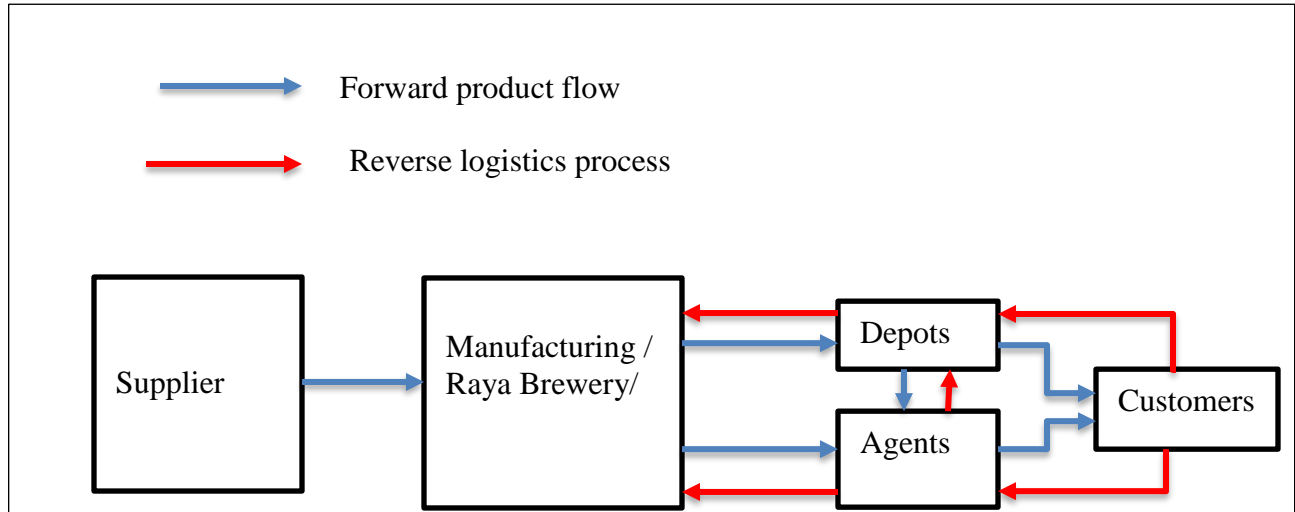 Forward product flow
Reverse logistics process
Supplier
Manufacturing /
Raya Brewery/
Depots
Agents
Customers